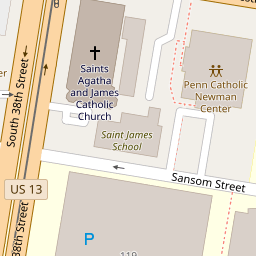 South 38th Street
Saints
Agatha
and James
Catholic
Church
Penn Catholic
Newman
Center
Saint James
School
Sansom Street
US 13
38th Street
P
119